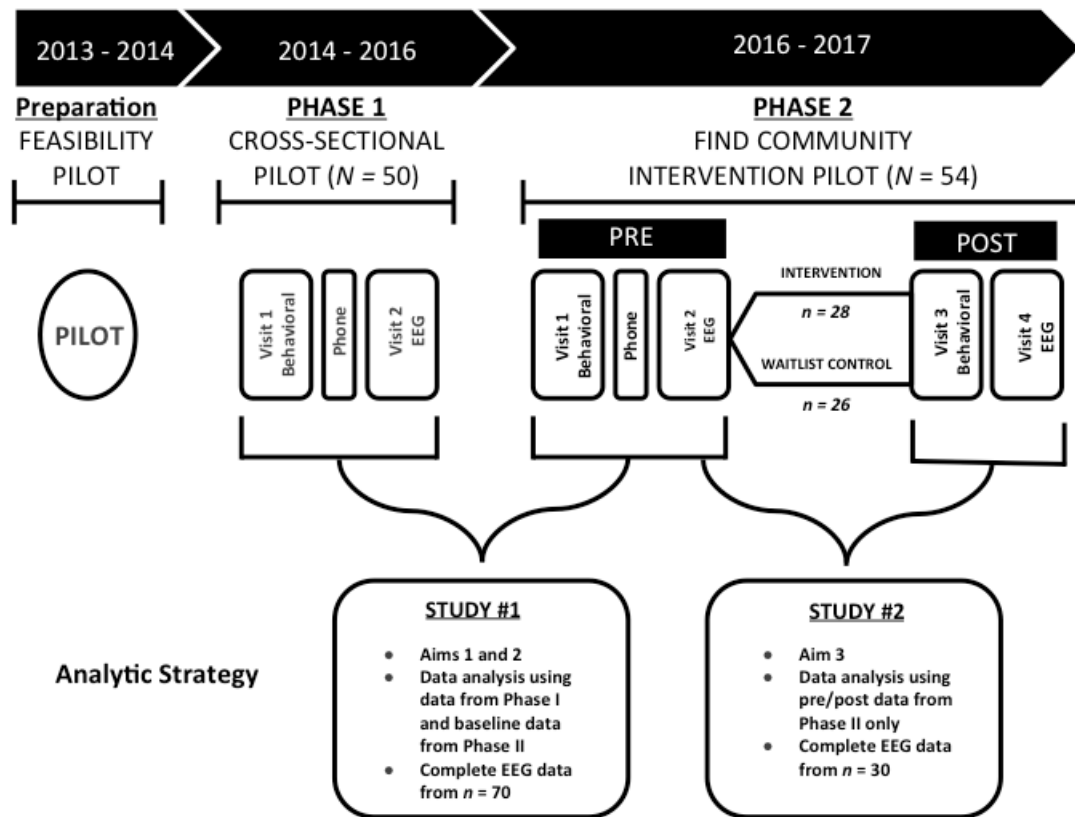 2013 - 2014
2014 - 2016
2016 - 2017
Preparation
FEASIBILITY
PILOT
PHASE 1
CROSS-SECTIONAL
PILOT (N = 50)
PHASE 2
FIND COMMUNITY
INTERVENTION PILOT (N = 54)
PRE
POST
PILOT
Visit 1
Behavioral
Phone
Visit 2
EEG
Visit 1
Behavioral
Phone
Visit 2
EEG
INTERVENTION
n = 28
WAITLIST CONTROL
n = 26
Visit 3
Behavioral
Visit 4
EEG
Analytic Strategy
STUDY #1
• Aims 1 and 2
• Data analysis using
data from Phase I
and baseline data
from Phase II
• Complete EEG data
from n = 70
STUDY #2
• Aim 3
• Data analysis using
pre/post data from
Phase II only
• Complete EEG data
from n = 30